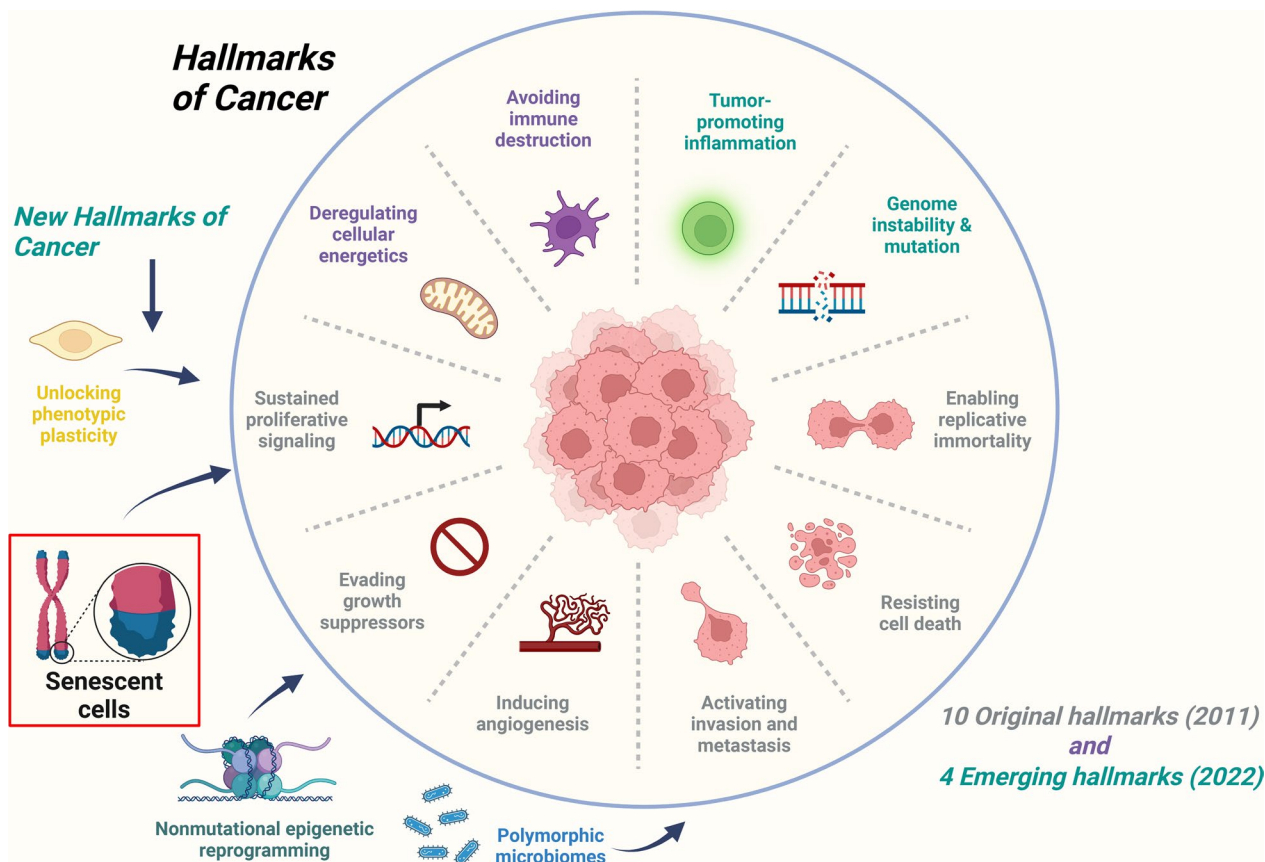 Hallmarks
of Cancer
Avoiding
immune
destruction
Tumor-
promoting
inflammation
Deregulating
cellular
energetics
Genome
instability &
mutation
New Hallmarks of
Cancer
Unlocking
phenotypic
plasticity
Sustained
proliferative
signaling
Enabling
replicative
immortality
Evading
growth
suppressors
Resisting
cell death
Senescent
cells
Inducing
angiogenesis
Activating
invasion and
metastasis
10 Original hallmarks (2011)
and
4 Emerging hallmarks (2022)
Nonmutational epigenetic
reprogramming
Polymorphic
microbiomes